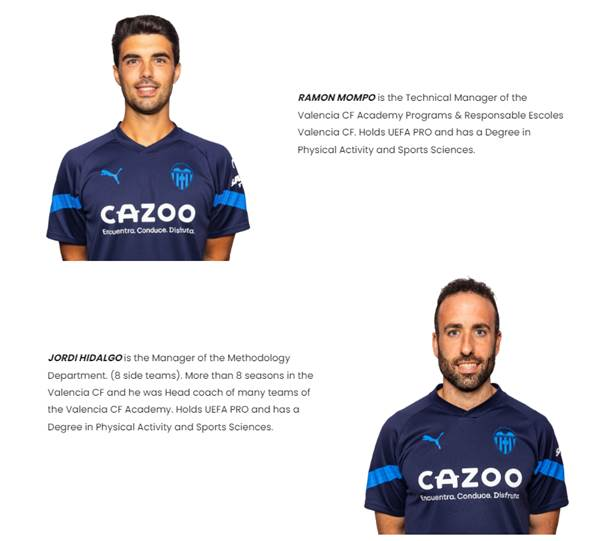 RAMON MOMPO is the Technical Manager of the
Valencia CF Academy Programs & Responsable Escoles
Valencia CF. Holds UEFA PRO and has a Degree in
Physical Activity and Sports Sciences.
CAZOO
Encuentra. Conduce. Disfruta.
JORDI HIDALGO is the Manager of the Methodology
Department. (8 side teams). More than 8 seasons in the
Valencia CF and he was Head coach of many teams of
the Valencia CF Academy. Holds UEFA PRO and has a
Degree in Physical Activity and Sports Sciences.
CAZOO
Encuentra. Conduce. Disfruta.